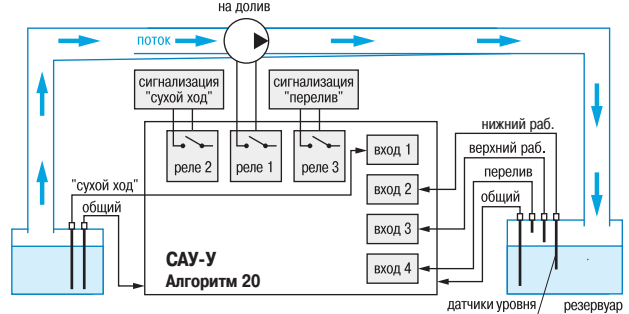 на долив
поток
сигнализация
"сухой ход"
сигнализация
"перелив"
реле 2
реле 1
реле 3
вход 1
вход 2
вход 3
вход 4
нижний раб.
верхний раб.
перелив
общий
"сухой ход"
общий
САУ-У
Алгоритм 20
датчики уровня
резервуар